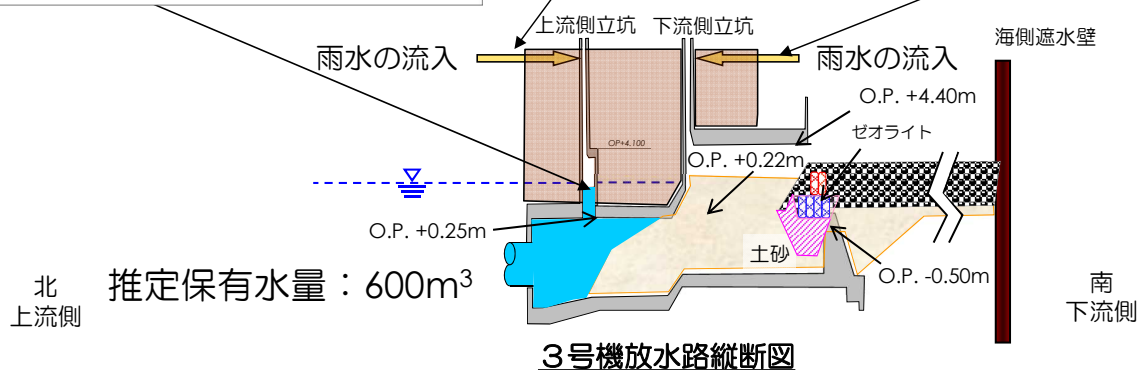 上流側立坑
下流側立坑
海側遮水壁
雨水の流入
雨水の流入
O.P. +4.40m
ゼオライト
OP+4.100
O.P. +0.22m
O.P. +0.25m
土砂
O.P. -0.50m
北
上流側
推定保有水量：600m³
南
下流側
３号機放水路縦断図